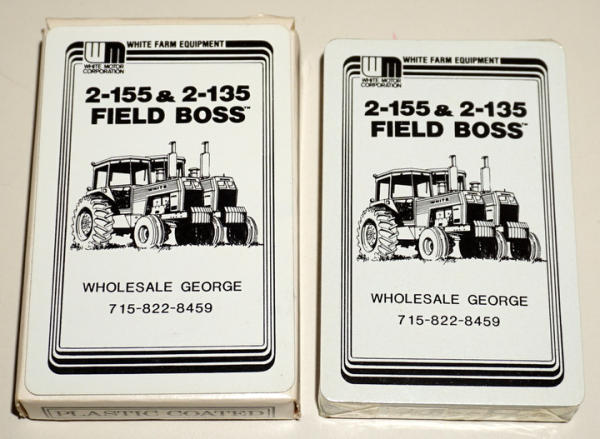 WM
WHITE MOTOR
CORPORATION
WHITE FARM EQUIPMENT
2-155 & 2-135
FIELD BOSS™
WHITE
WHOLESALE GEORGE
715-822-8459
PLASTIC COATED
WM
WHITE MOTOR
CORPORATION
WHITE FARM EQUIPMENT
2-155 & 2-135
FIELD BOSS™
WHITE
WHOLESALE GEORGE
715-822-8459